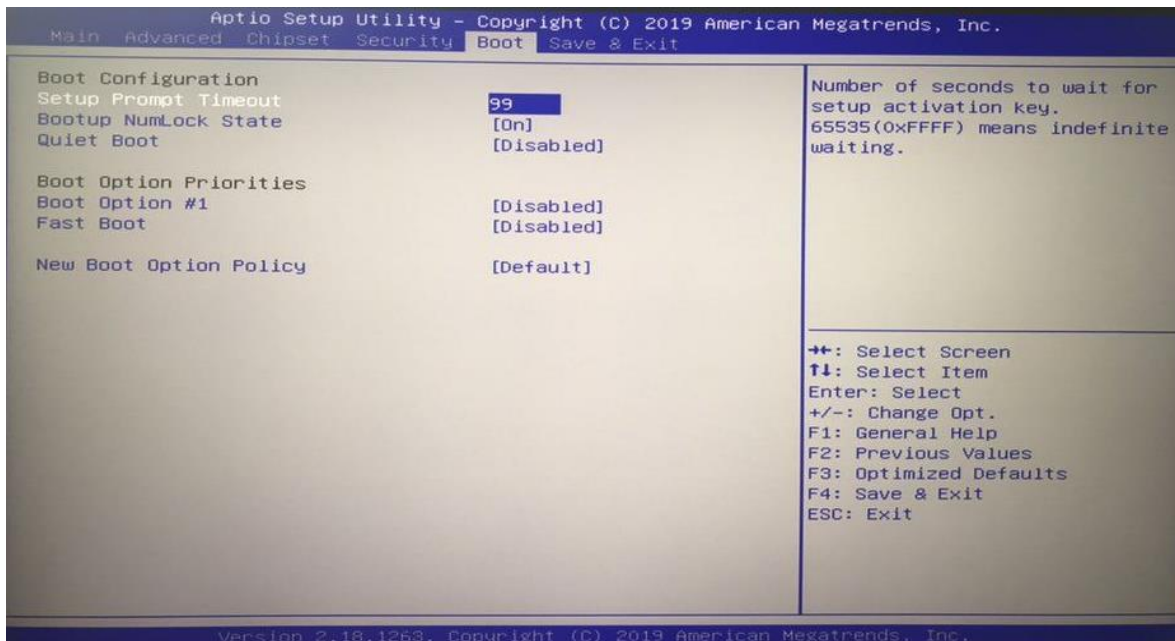 Aptio Setup Utility – Copyright (C) 2019 American Megatrends, Inc.
Main Advanced Chipset Security Boot Save & Exit
Boot Configuration
Setup Prompt Timeout 99
Bootup NumLock State [On]
Quiet Boot [Disabled]
Boot Option Priorities
Boot Option #1 [Disabled]
Fast Boot [Disabled]
New Boot Option Policy [Default]
Number of seconds to wait for
setup activation key.
65535(0xFFFF) means indefinite
waiting.
→←: Select Screen
↑↓: Select Item
Enter: Select
+/-: Change Opt.
F1: General Help
F2: Previous Values
F3: Optimized Defaults
F4: Save & Exit
ESC: Exit
Version 2.18.1263. Copyright (C) 2019 American Megatrends, Inc.